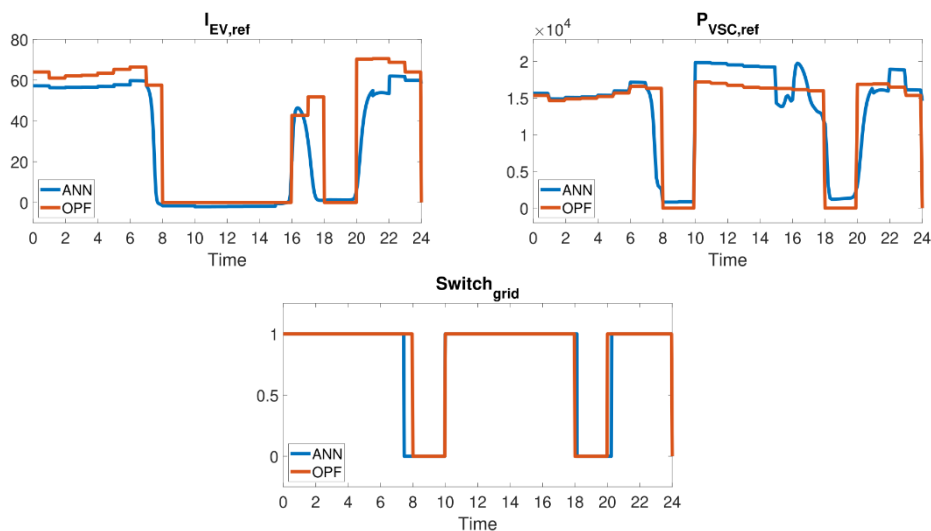 I_EV,ref
80
60
40
20
0
ANN
OPF
0 2 4 6 8 10 12 14 16 18 20 22 24
Time
P_VSC,ref
×10^4
2
1.5
1
0.5
0
ANN
OPF
0 2 4 6 8 10 12 14 16 18 20 22 24
Time
Switch_grid
1
0.5
0
ANN
OPF
0 2 4 6 8 10 12 14 16 18 20 22 24
Time